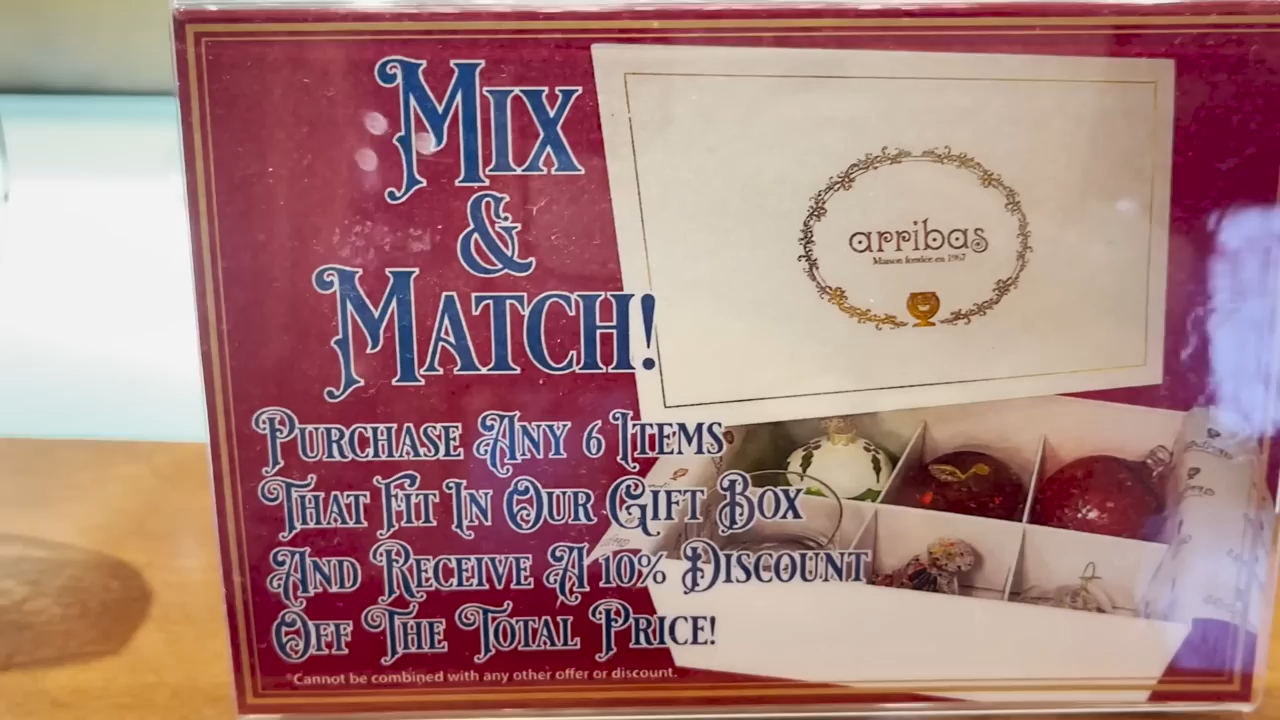 Mix
&
Match!
Purchase Any 6 Items
That Fit In Our Gift Box
And Receive A 10% Discount
Off The Total Price!
*Cannot be combined with any other offer or discount.
arribas
Maison fondée en 1967